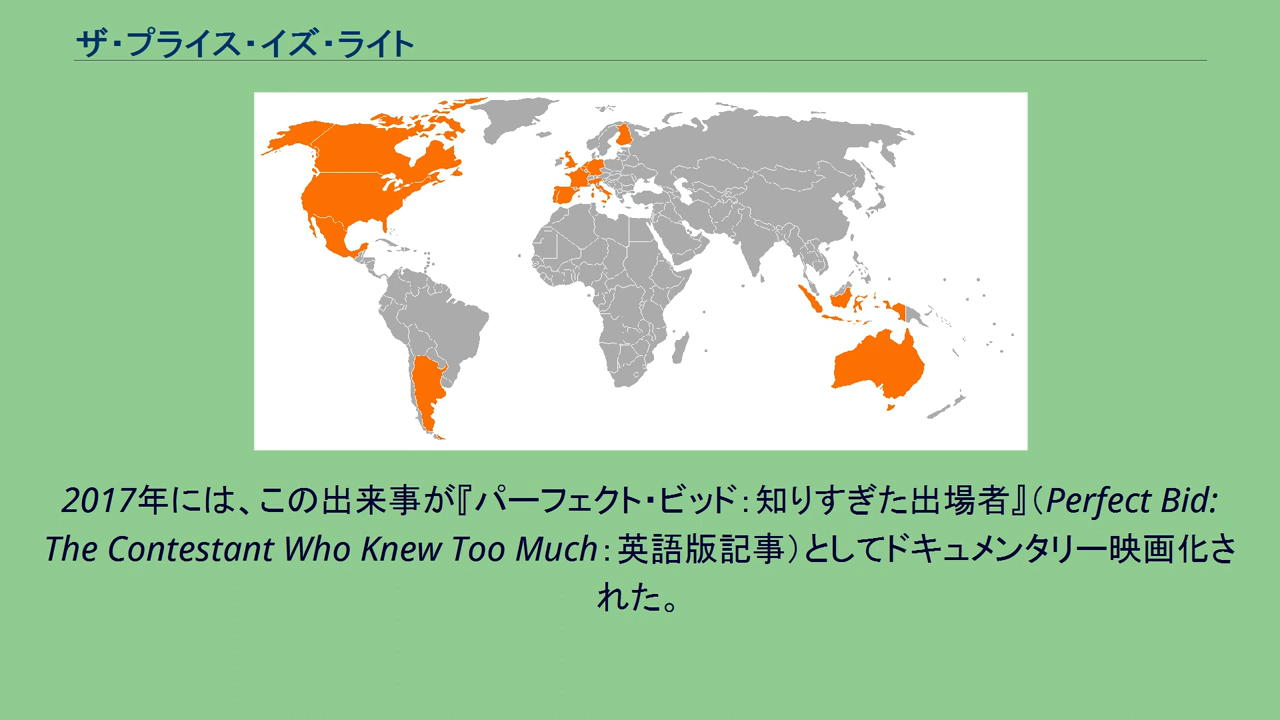 ザ・プライス・イズ・ライト
2017年には、この出来事が『パーフェクト・ビッド：知りすぎた出場者』（Perfect Bid:
The Contestant Who Knew Too Much：英語版記事）としてドキュメンタリー映画化さ
れた。